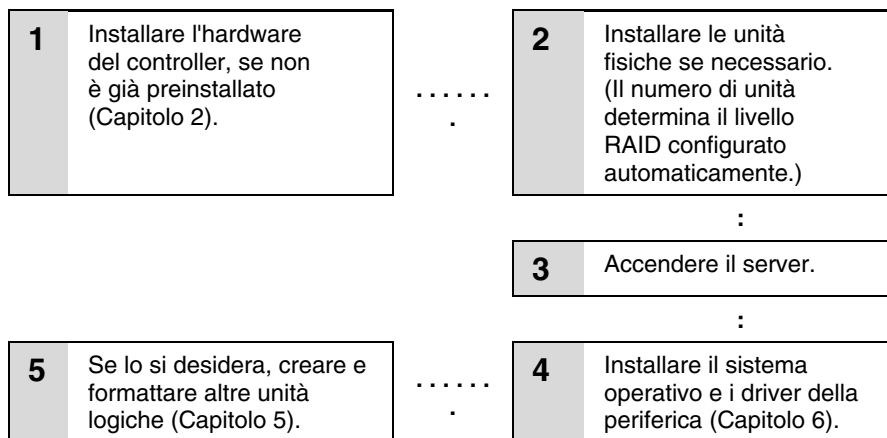 1
Installare l'hardware
del controller, se non
è già preinstallato
(Capitolo 2).
. . . . . .
.
2
Installare le unità
fisiche se necessario.
(Il numero di unità
determina il livello
RAID configurato
automaticamente.)
:
3
Accendere il server.
:
4
Installare il sistema
operativo e i driver della
periferica (Capitolo 6).
. . . . . .
.
5
Se lo si desidera, creare e
formattare altre unità
logiche (Capitolo 5).